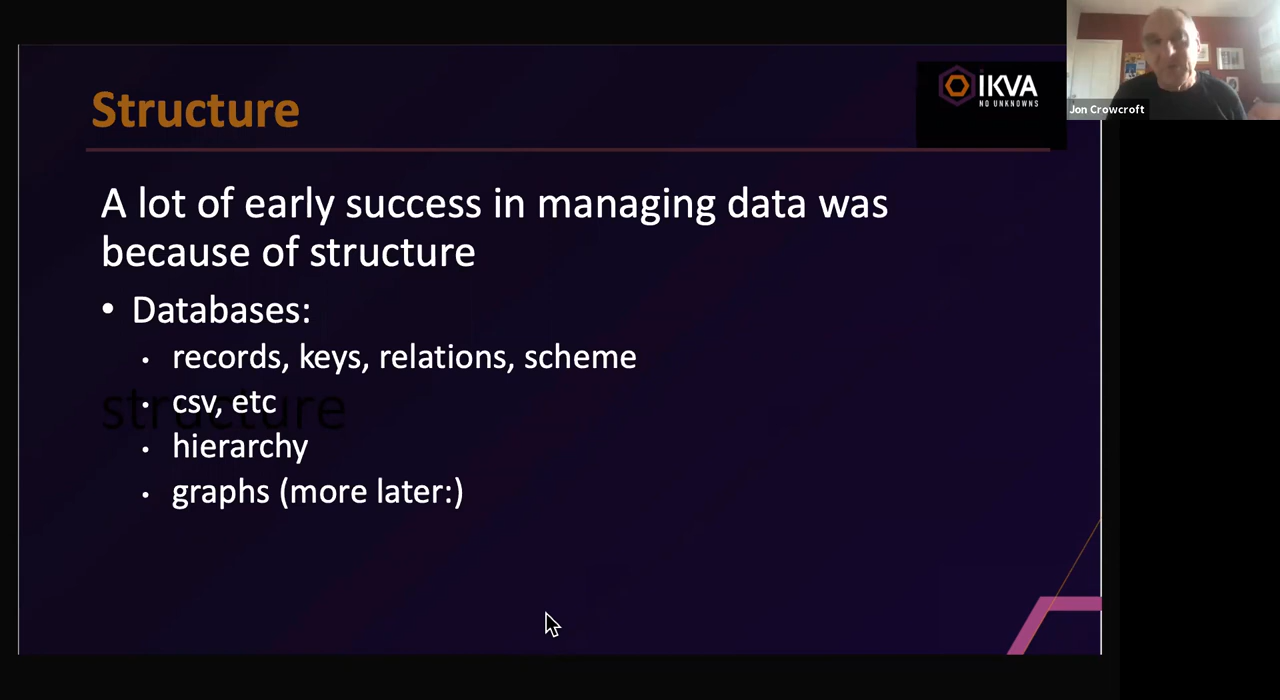 Structure
IKVA
NO UNKNOWNS
Jon Crowcroft
A lot of early success in managing data was
because of structure
• Databases:
• records, keys, relations, scheme
• csv, etc
structure
• hierarchy
• graphs (more later:)